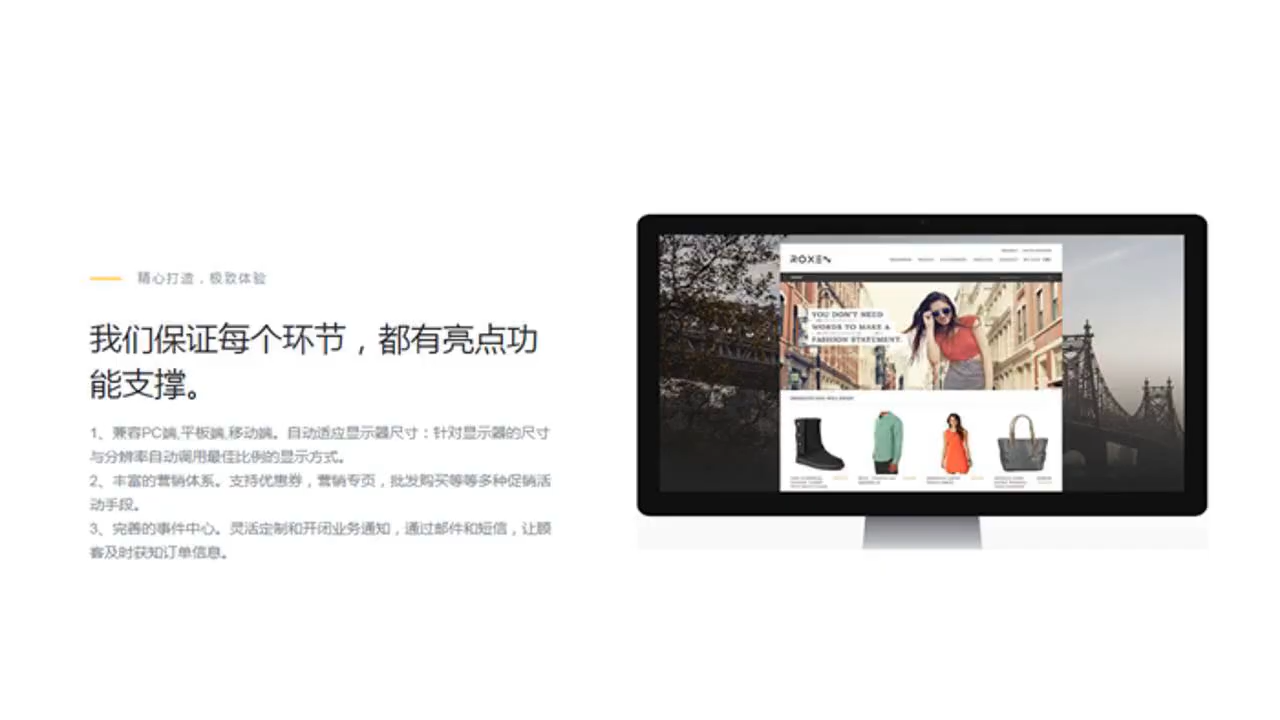 精心打造，极致体验
我们保证每个环节，都有亮点功
能支撑。
1、兼容PC端,平板端,移动端。自动适应显示器尺寸：针对显示器的尺寸
与分辨率自动调用最佳比例的显示方式。
2、丰富的营销体系。支持优惠券，营销专页，批发购买等等多种促销活
动手段。
3、完善的事件中心。灵活定制和开闭业务通知，通过邮件和短信，让顾
客及时获知订单信息。
ROXEN
YOU DON'T NEED
WORDS TO MAKE A
FASHION STATEMENT.